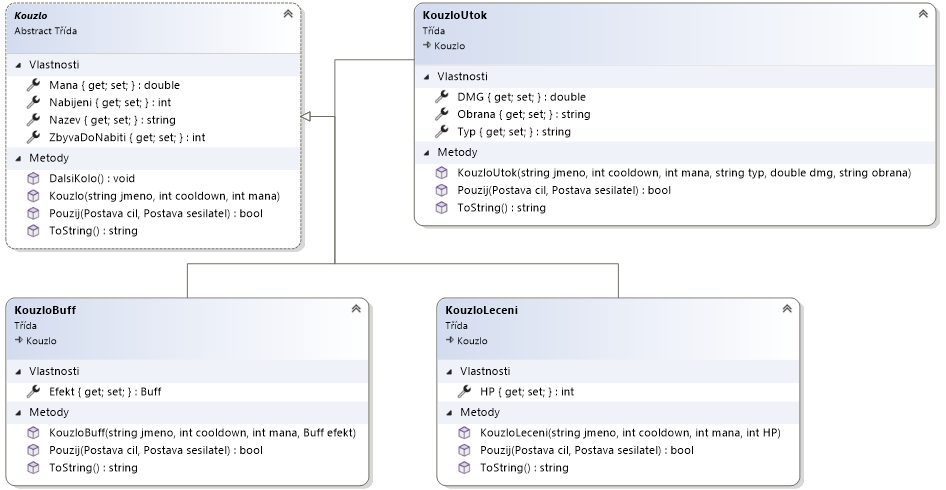 Kouzlo
Abstract Třída
Vlastnosti
Mana { get; set; } : double
Nabijeni { get; set; } : int
Nazev { get; set; } : string
ZbyvaDoNabiti { get; set; } : int
Metody
DalsiKolo() : void
Kouzlo(string jmeno, int cooldown, int mana)
Pouzij(Postava cil, Postava sesilatel) : bool
ToString() : string
KouzloUtok
Třída
Kouzlo
Vlastnosti
DMG { get; set; } : double
Obrana { get; set; } : string
Typ { get; set; } : string
Metody
KouzloUtok(string jmeno, int cooldown, int mana, string typ, double dmg, string obrana)
Pouzij(Postava cil, Postava sesilatel) : bool
ToString() : string
KouzloBuff
Třída
Kouzlo
Vlastnosti
Efekt { get; set; } : Buff
Metody
KouzloBuff(string jmeno, int cooldown, int mana, Buff efekt)
Pouzij(Postava cil, Postava sesilatel) : bool
ToString() : string
KouzloLeceni
Třída
Kouzlo
Vlastnosti
HP { get; set; } : int
Metody
KouzloLeceni(string jmeno, int cooldown, int mana, int HP)
Pouzij(Postava cil, Postava sesilatel) : bool
ToString() : string